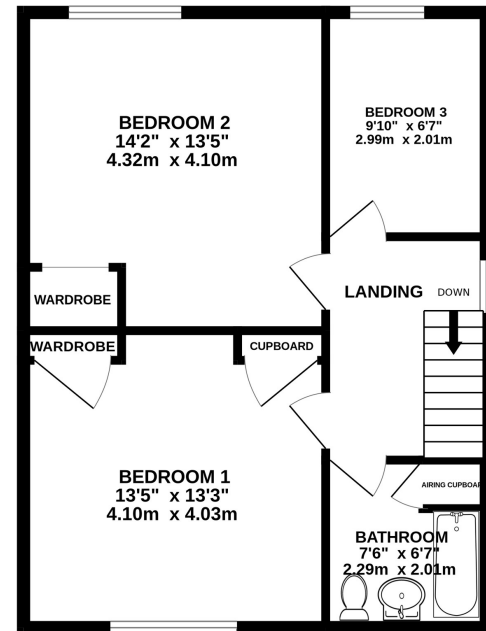 BEDROOM 2
14'2" x 13'5"
4.32m x 4.10m
BEDROOM 3
9'10" x 6'7"
2.99m x 2.01m
WARDROBE
LANDING
DOWN
WARDROBE
CUPBOARD
BEDROOM 1
13'5" x 13'3"
4.10m x 4.03m
AIRING CUPBOAR
BATHROOM
7'6" x 6'7"
2.29m x 2.01m